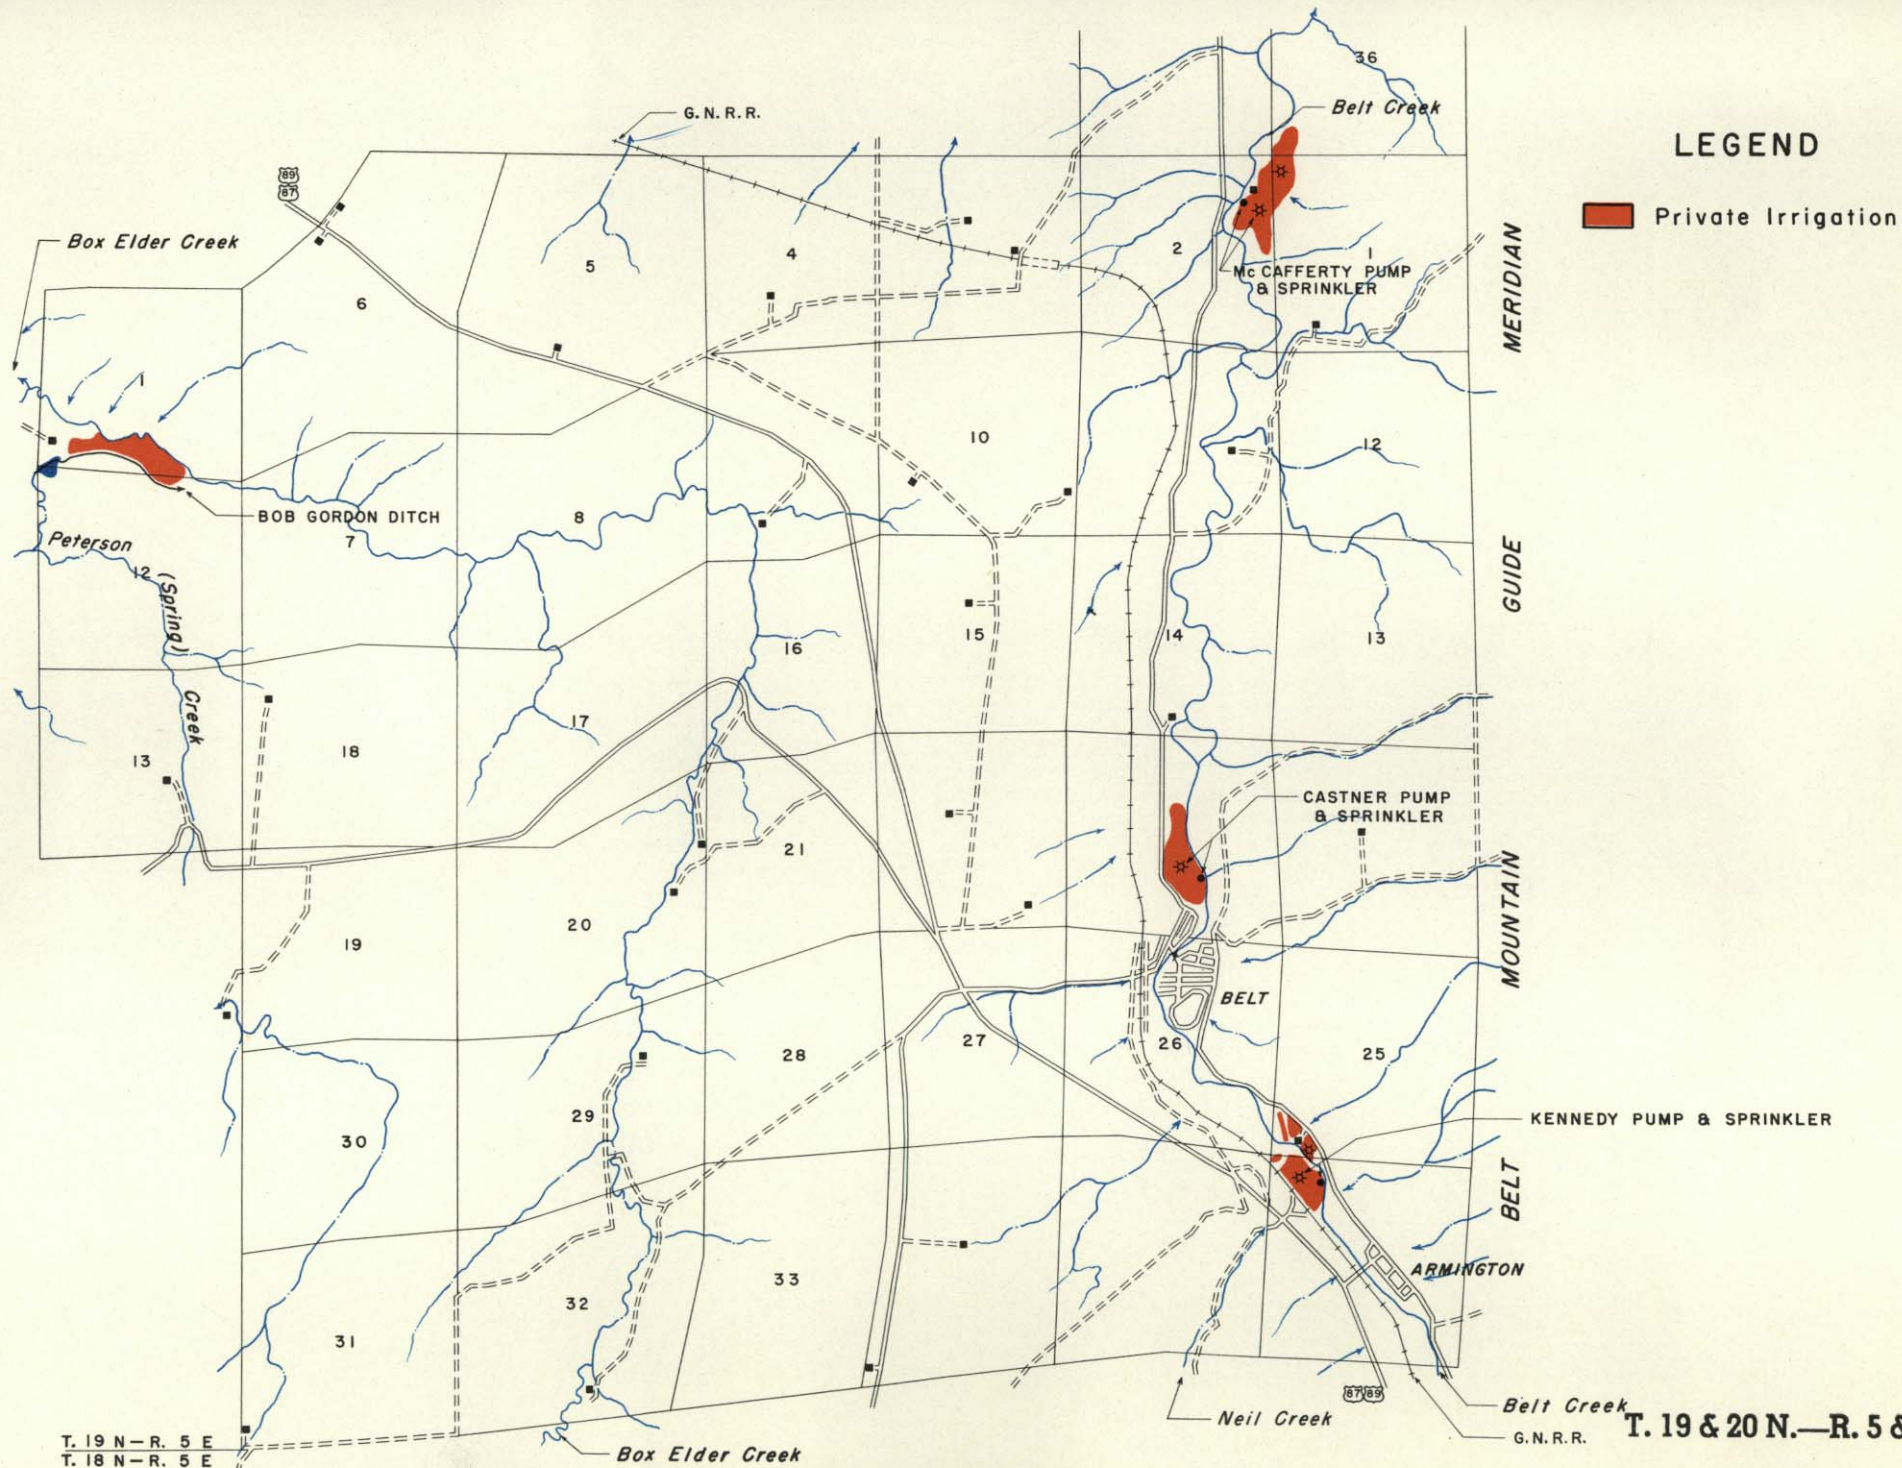 36
G.N.R.R.
Belt Creek
LEGEND
Private Irrigation
89
87
Box Elder Creek
6
5
4
2
1
Mc CAFFERTY PUMP
& SPRINKLER
MERIDIAN
1
10
12
BOB GORDON DITCH
7
8
Peterson
12
(Spring)
Creek
GUIDE
15
14
13
16
17
18
13
CASTNER PUMP
& SPRINKLER
21
20
19
MOUNTAIN
BELT
28
27
26
25
29
30
KENNEDY PUMP & SPRINKLER
BELT
33
32
31
ARMINGTON
87 89
Belt Creek
Neil Creek
G.N.R.R.
T. 19 & 20 N.—R. 5 &
T. 19 N—R. 5 E
T. 18 N—R. 5 E
Box Elder Creek